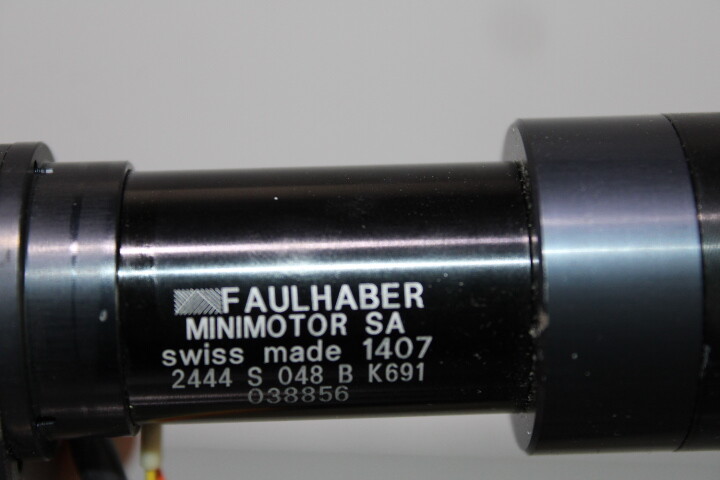 FAULHABER
MINIMOTOR SA
swiss made 1407
2444 S 048 B K691
038856